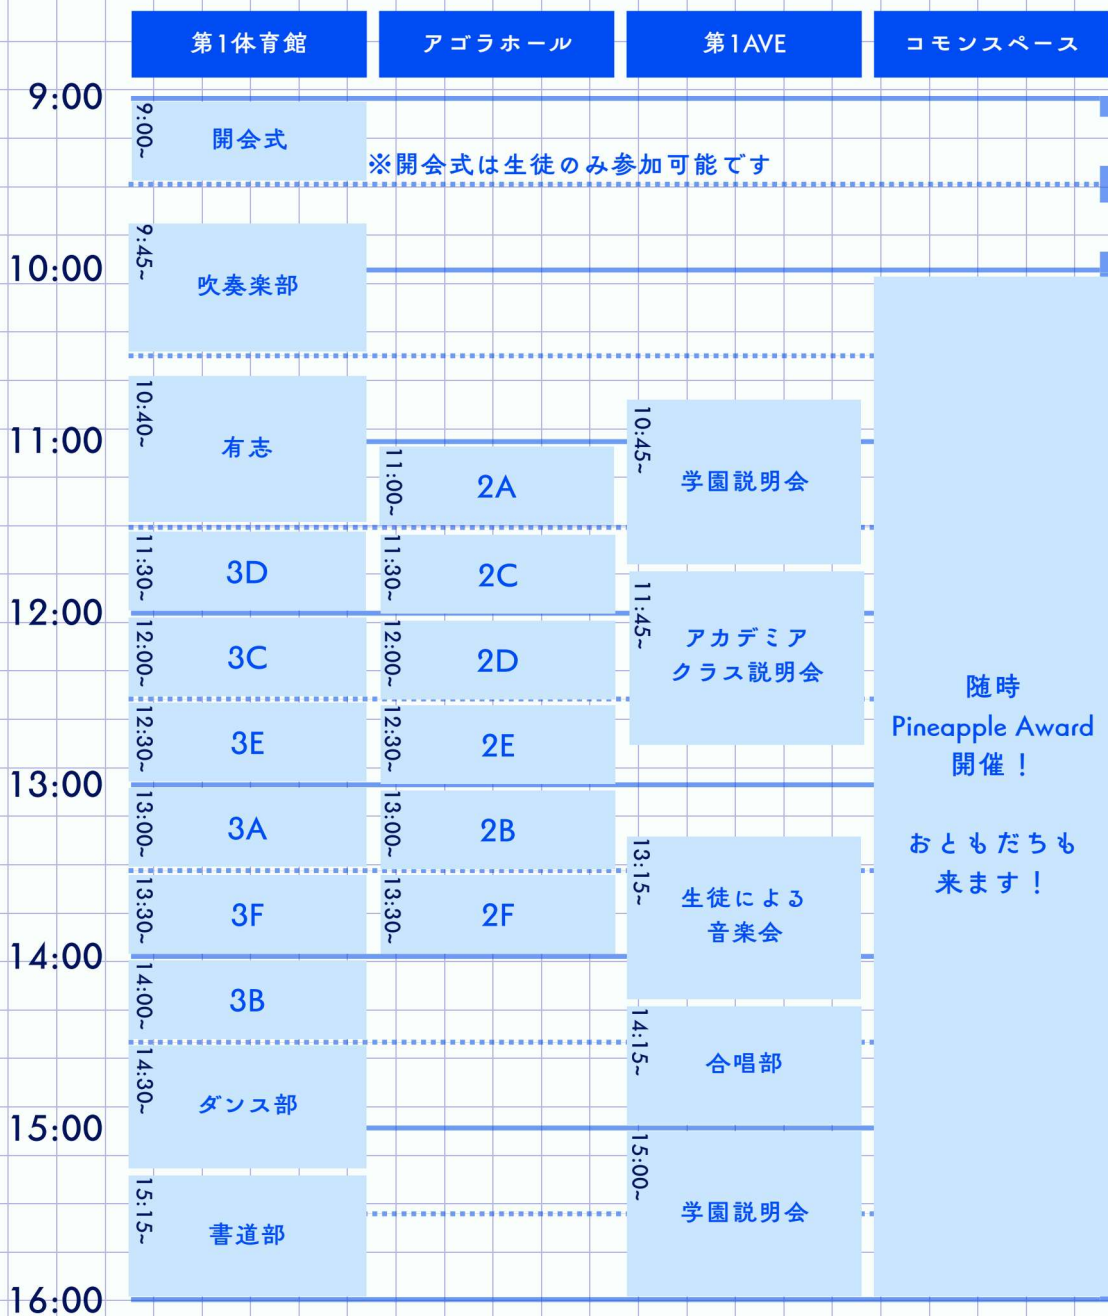 第1体育館
アゴラホール
第1AVE
コモンスペース
9:00
10:00
11:00
12:00
13:00
14:00
15:00
16:00
9:00~
開会式
※開会式は生徒のみ参加可能です
9:45~
吹奏楽部
10:40~
有志
11:30~
3D
12:00~
3C
12:30~
3E
13:00~
3A
13:30~
3F
14:00~
3B
14:30~
ダンス部
15:15~
書道部
11:00~
2A
11:30~
2C
12:00~
2D
12:30~
2E
13:00~
2B
13:30~
2F
10:45~
学園説明会
11:45~
アカデミア
クラス説明会
13:15~
生徒による
音楽会
14:15~
合唱部
15:00~
学園説明会
随時
Pineapple Award
開催！
おともだちも
来ます！